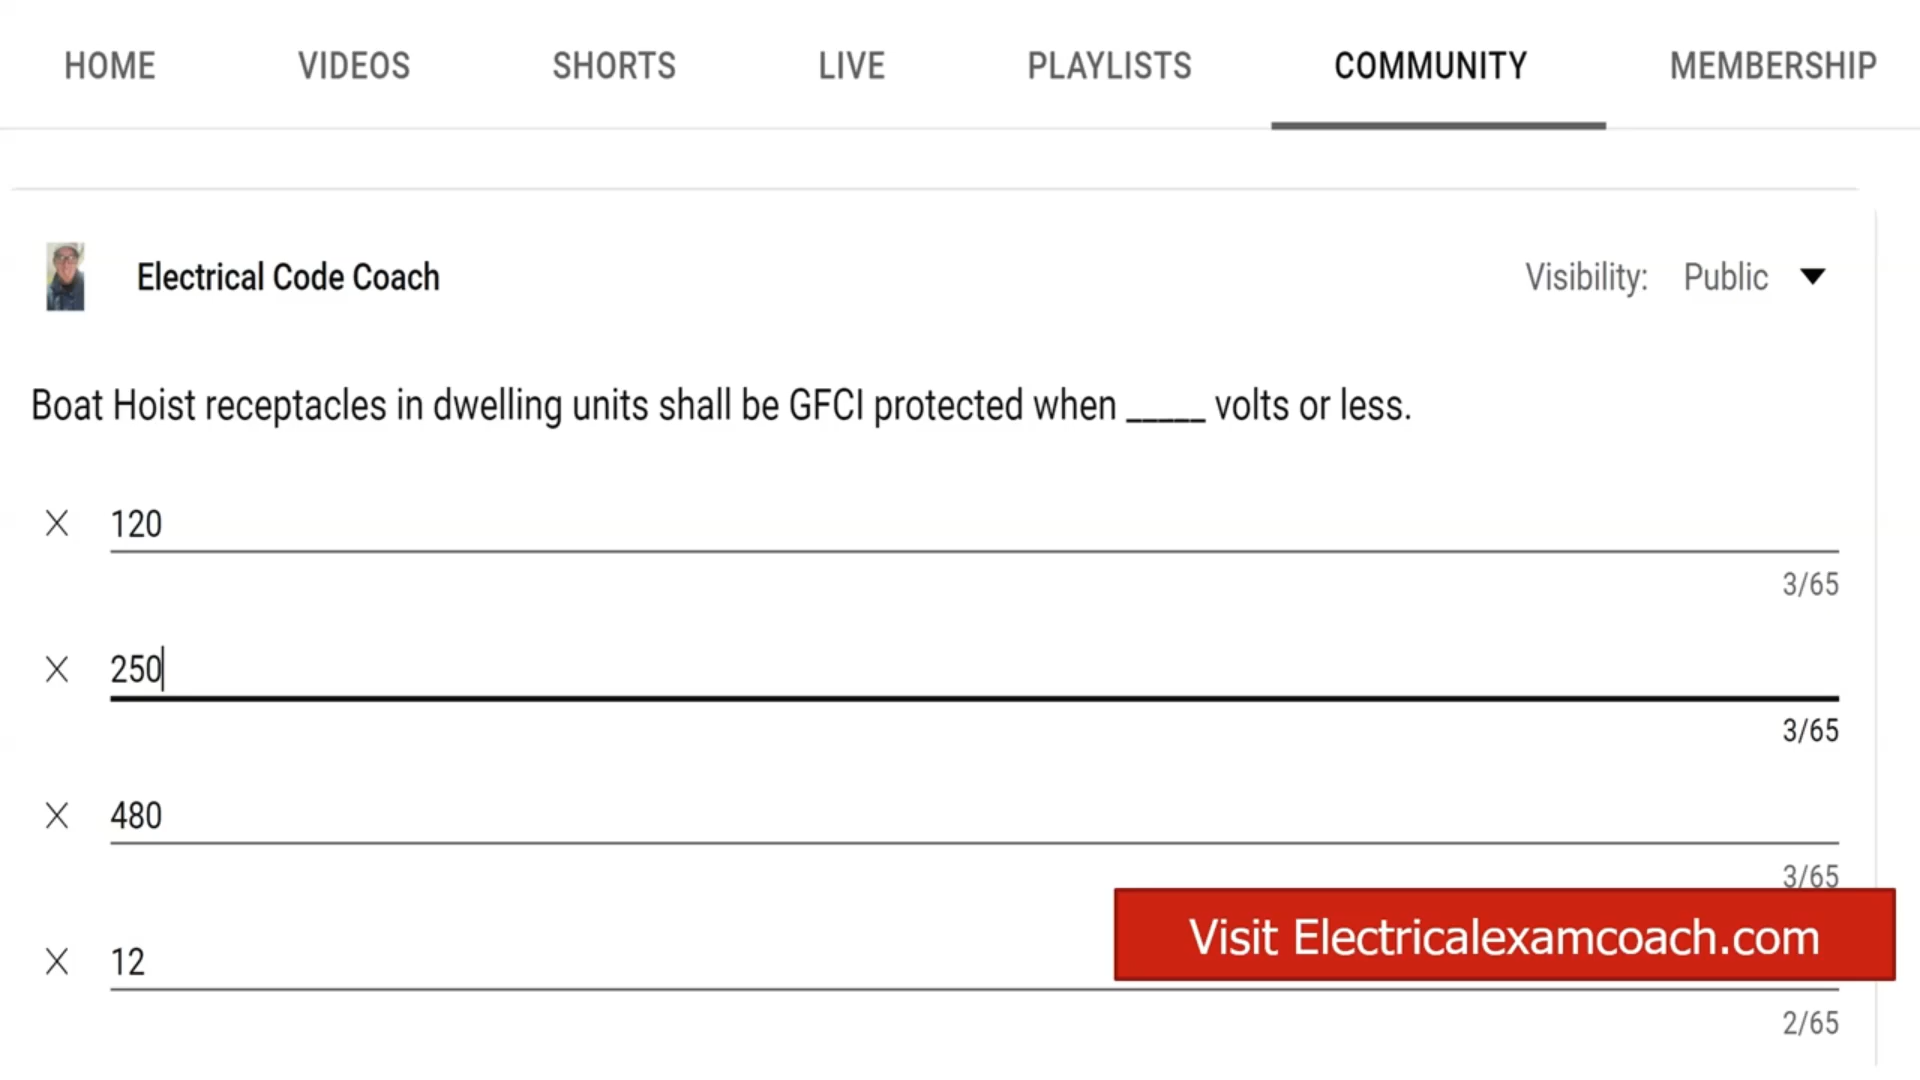 HOME VIDEOS SHORTS LIVE PLAYLISTS COMMUNITY MEMBERSHIP
Electrical Code Coach Visibility: Public
Boat Hoist receptacles in dwelling units shall be GFCI protected when _____ volts or less.
120
3/65
250
3/65
480
3/65
Visit Electricalexamcoach.com
12
2/65